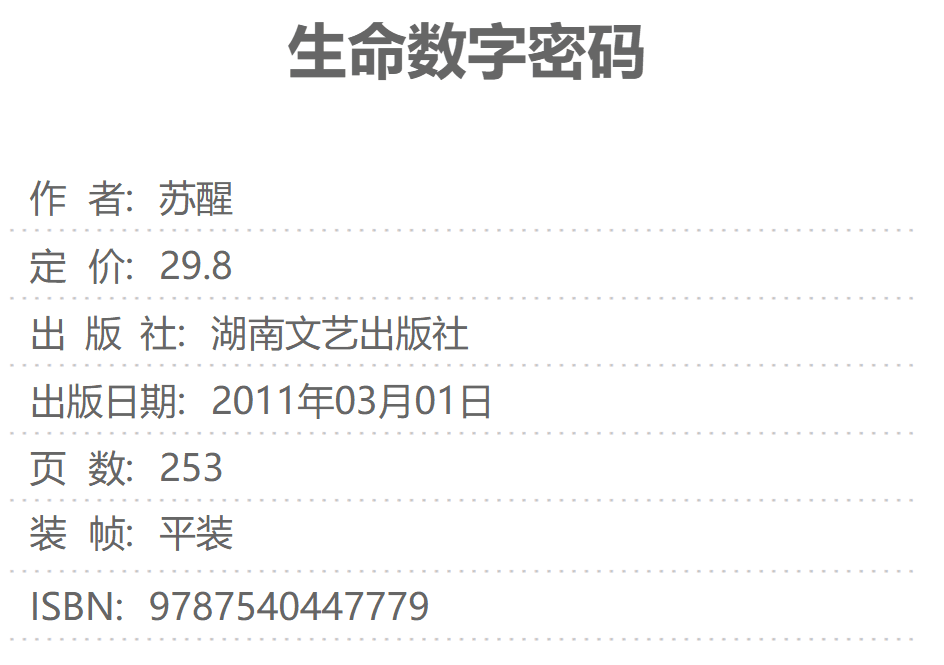 生命数字密码
作 者: 苏醒
定 价: 29.8
出 版 社: 湖南文艺出版社
出版日期: 2011年03月01日
页 数: 253
装 帧: 平装
ISBN: 9787540447779